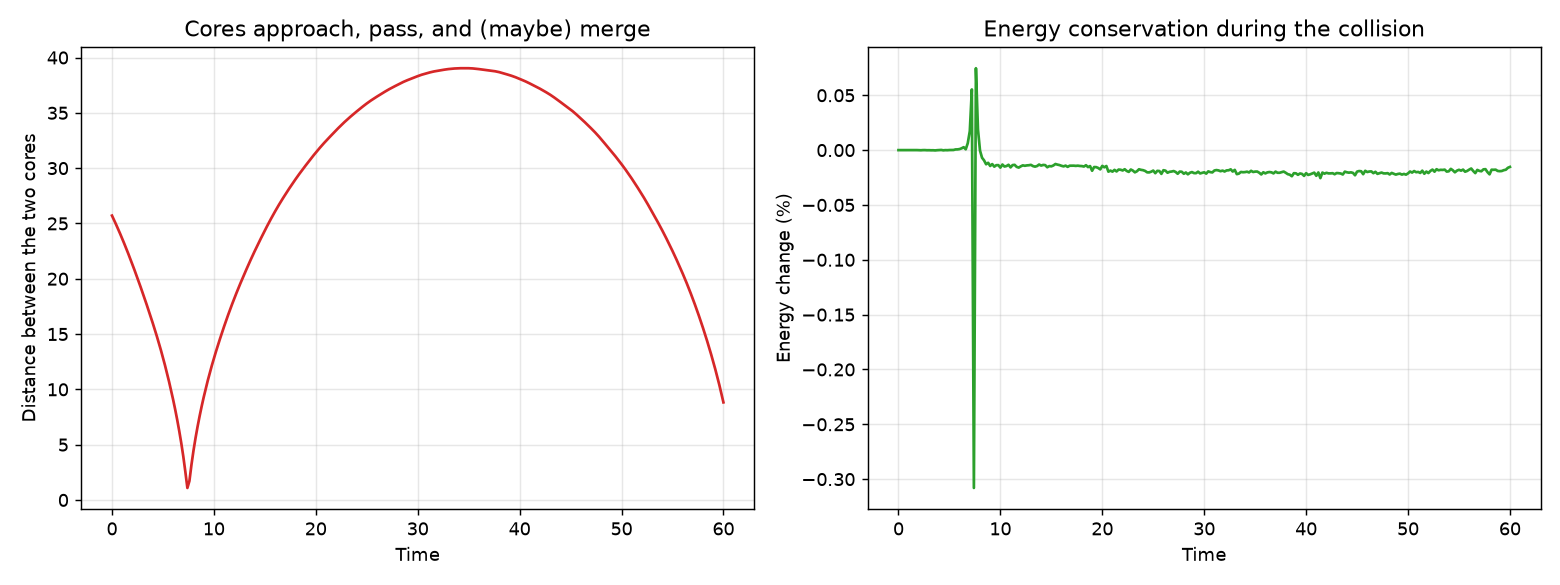 Cores approach, pass, and (maybe) merge
Distance between the two cores
40
35
30
25
20
15
10
5
0
0 10 20 30 40 50 60
Time
Energy conservation during the collision
Energy change (%)
0.05
0.00
−0.05
−0.10
−0.15
−0.20
−0.25
−0.30
0 10 20 30 40 50 60
Time